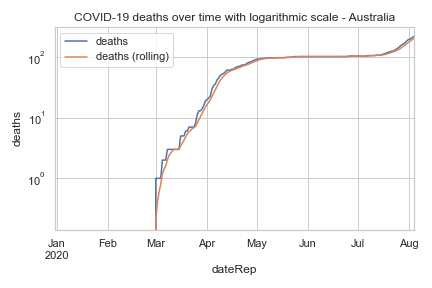 COVID-19 deaths over time with logarithmic scale - Australia
deaths
deaths (rolling)
deaths
10²
10¹
10⁰
Jan Feb Mar Apr May Jun Jul Aug
2020
dateRep